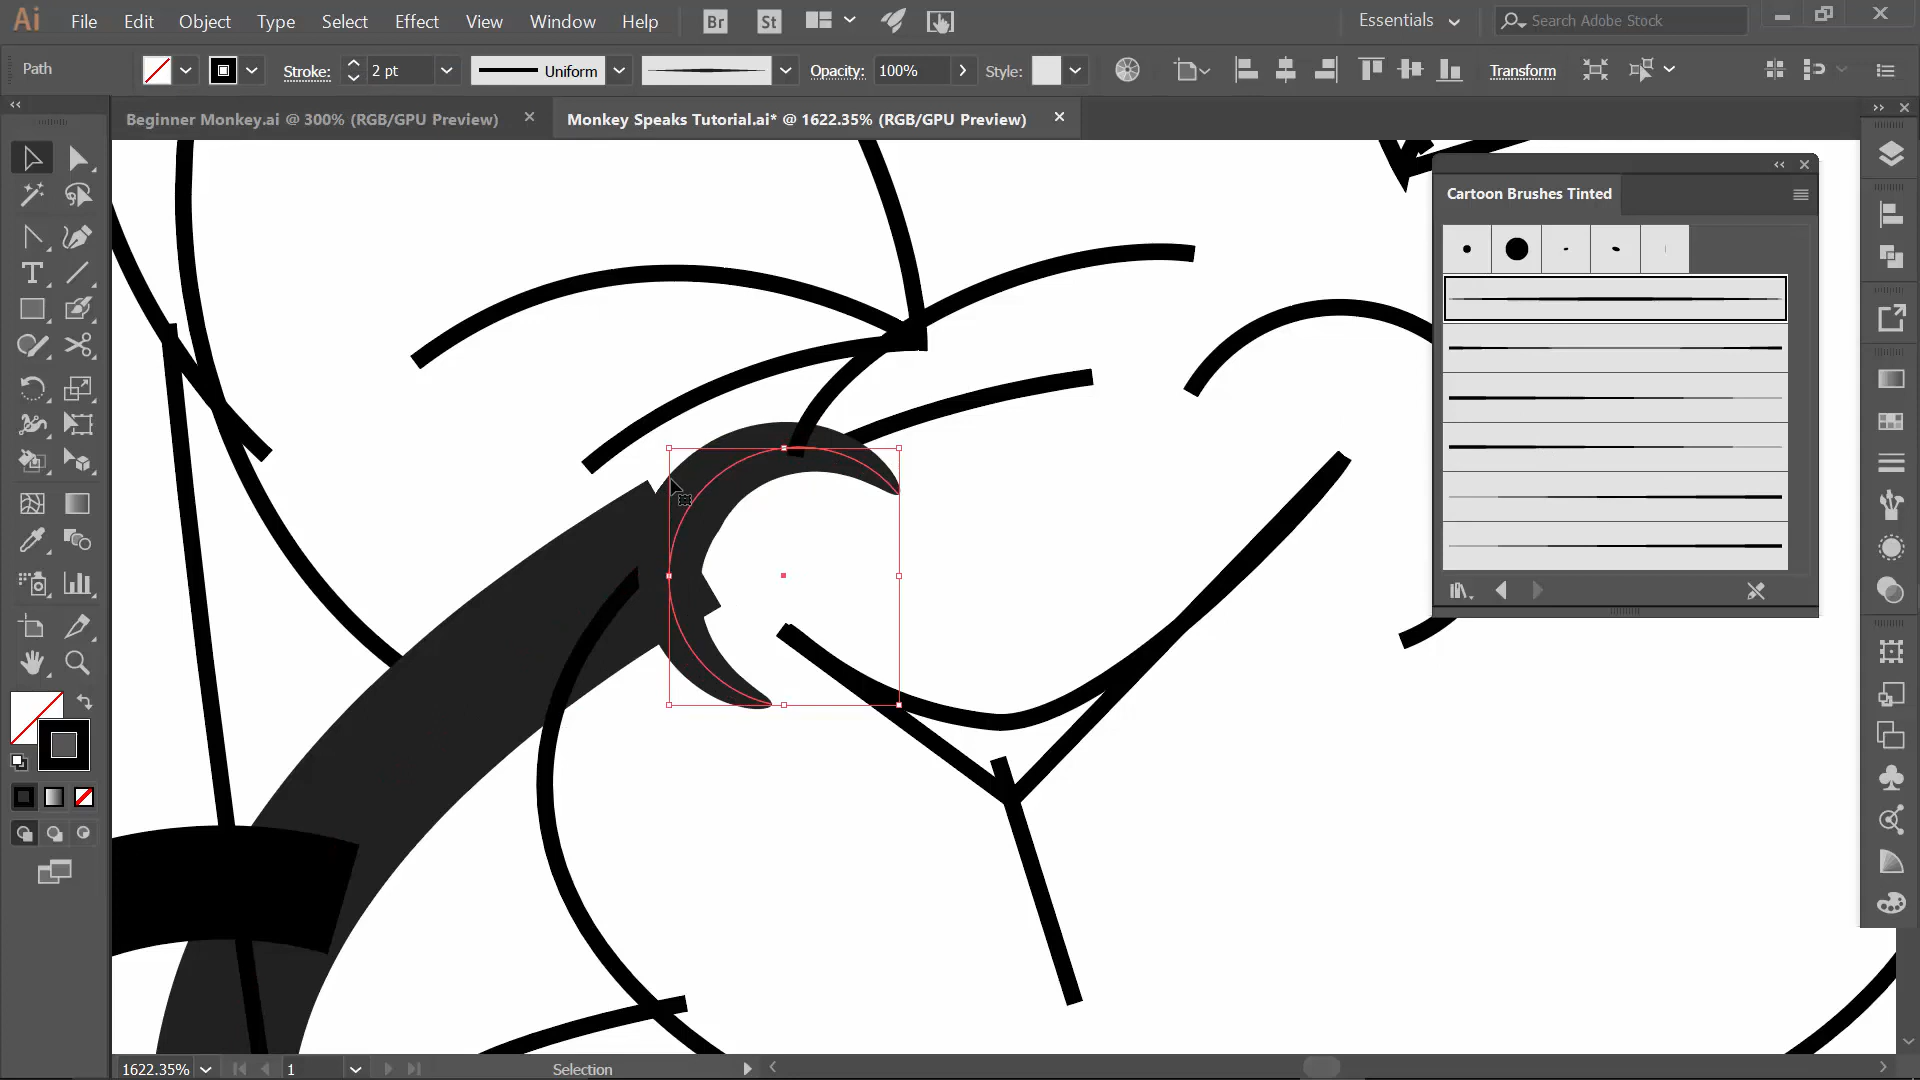 Ai File Edit Object Type Select Effect View Window Help Br St Essentials Search Adobe Stock
Path Stroke: 2 pt Uniform Opacity: 100% Style: Transform
Beginner Monkey.ai @ 300% (RGB/GPU Preview) Monkey Speaks Tutorial.ai* @ 1622.35% (RGB/GPU Preview)
Cartoon Brushes Tinted
1622.35% 1 Selection